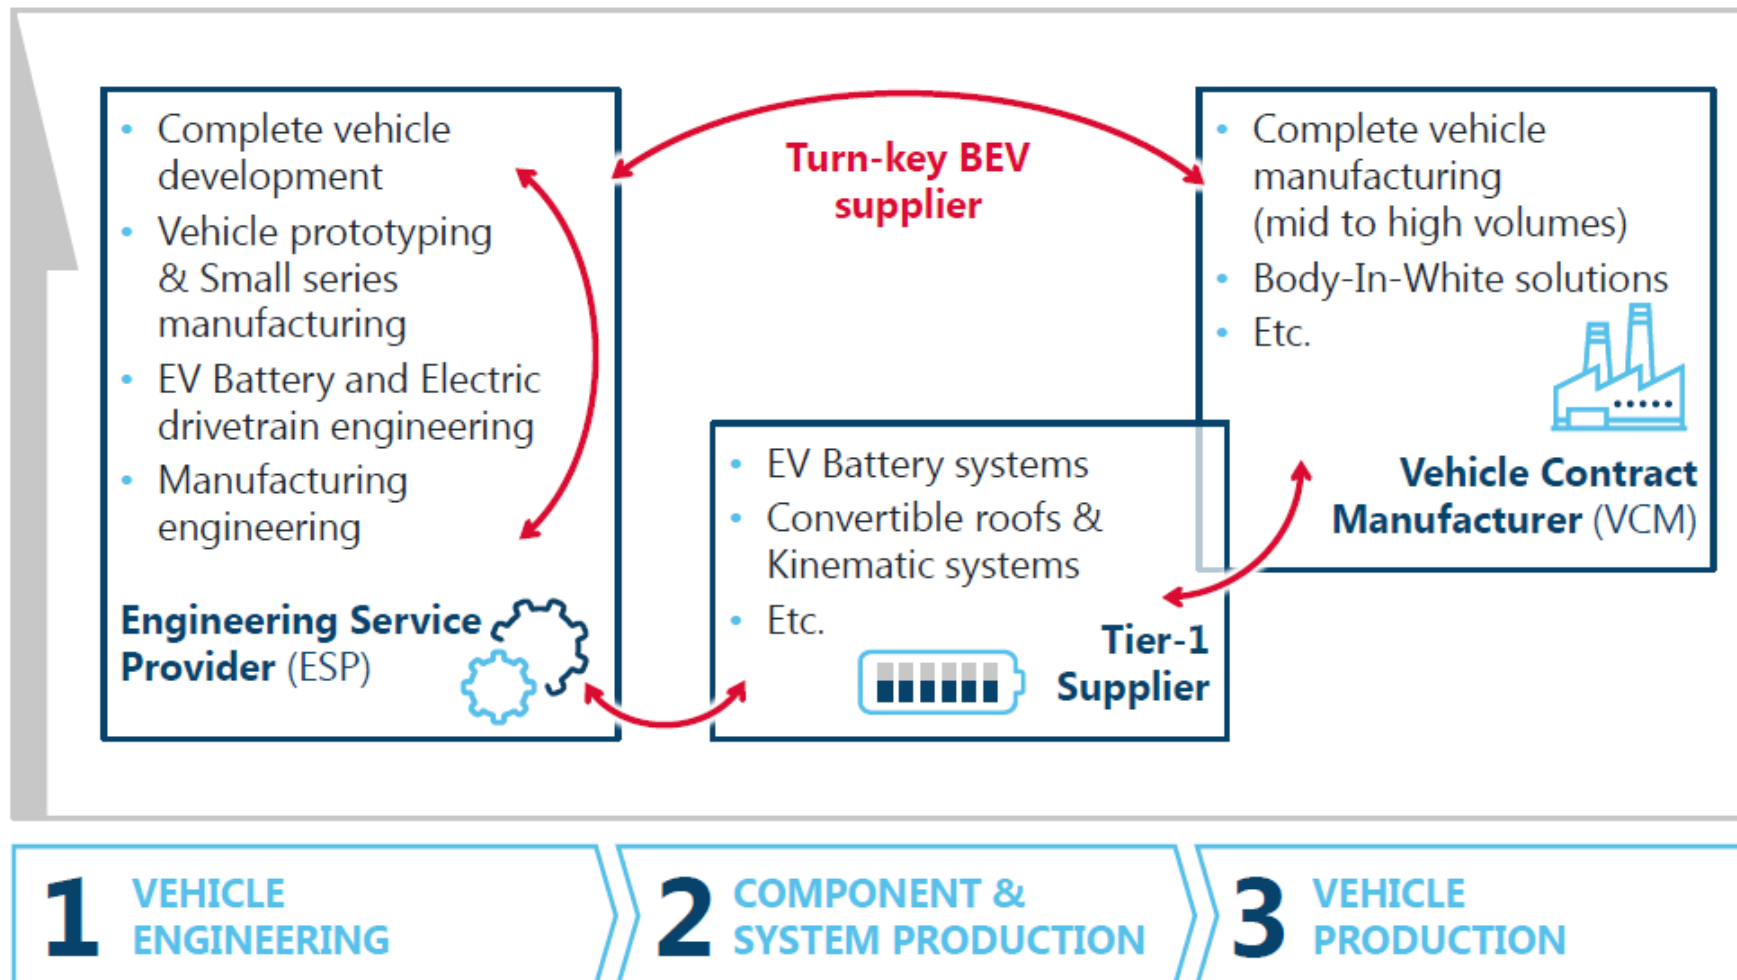 • Complete vehicle
development
• Vehicle prototyping
& Small series
manufacturing
• EV Battery and Electric
drivetrain engineering
• Manufacturing
engineering
Engineering Service
Provider (ESP)
Turn-key BEV
supplier
• EV Battery systems
• Convertible roofs &
Kinematic systems
• Etc.
Tier-1
Supplier
• Complete vehicle
manufacturing
(mid to high volumes)
• Body-In-White solutions
• Etc.
Vehicle Contract
Manufacturer (VCM)
1 VEHICLE
ENGINEERING
2 COMPONENT &
SYSTEM PRODUCTION
3 VEHICLE
PRODUCTION